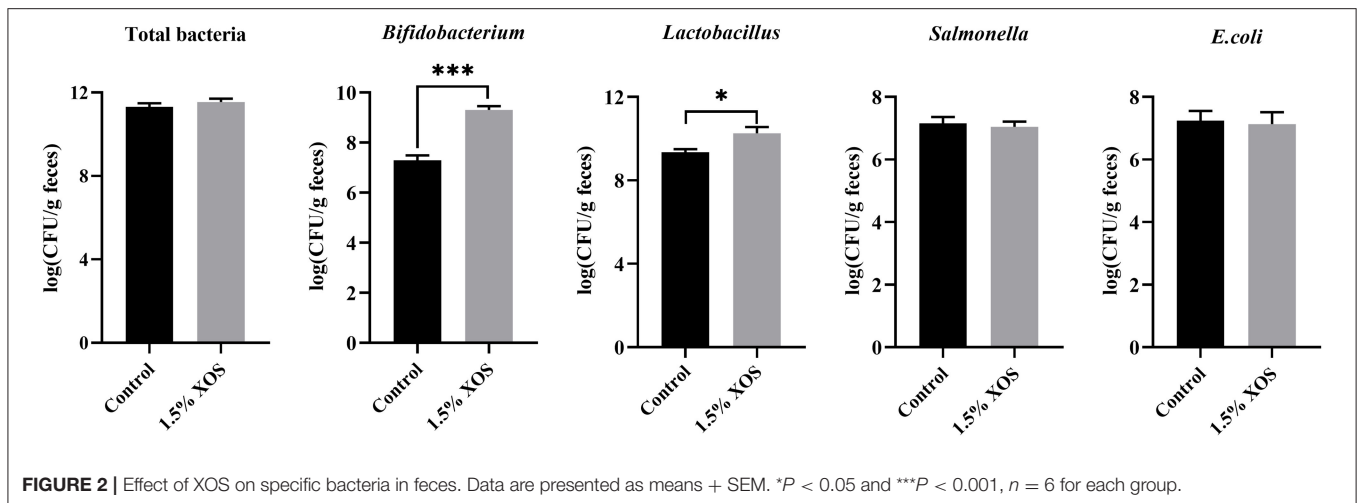 Total bacteria
Bifidobacterium
Lactobacillus
Salmonella
E.coli
log(CFU/g feces)
12
8
4
0
Control
1.5% XOS
log(CFU/g feces)
10
8
6
4
2
0
***
Control
1.5% XOS
log(CFU/g feces)
12
8
4
0
*
Control
1.5% XOS
log(CFU/g feces)
8
6
4
2
0
Control
1.5% XOS
log(CFU/g feces)
8
6
4
2
0
Control
1.5% XOS
FIGURE 2 | Effect of XOS on specific bacteria in feces. Data are presented as means + SEM. *P < 0.05 and ***P < 0.001, n = 6 for each group.